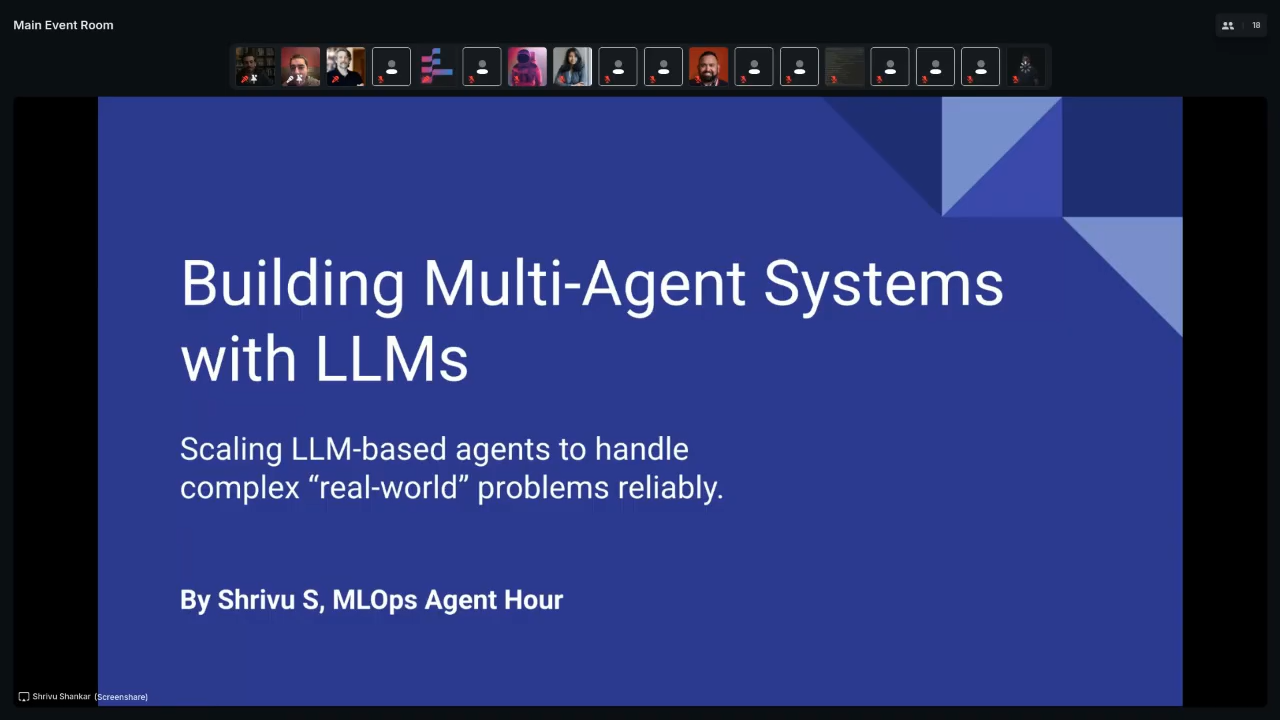 Main Event Room
18
Building Multi-Agent Systems
with LLMs
Scaling LLM-based agents to handle
complex “real-world” problems reliably.
By Shrivu S, MLOps Agent Hour
Shrivu Shankar (Screenshare)